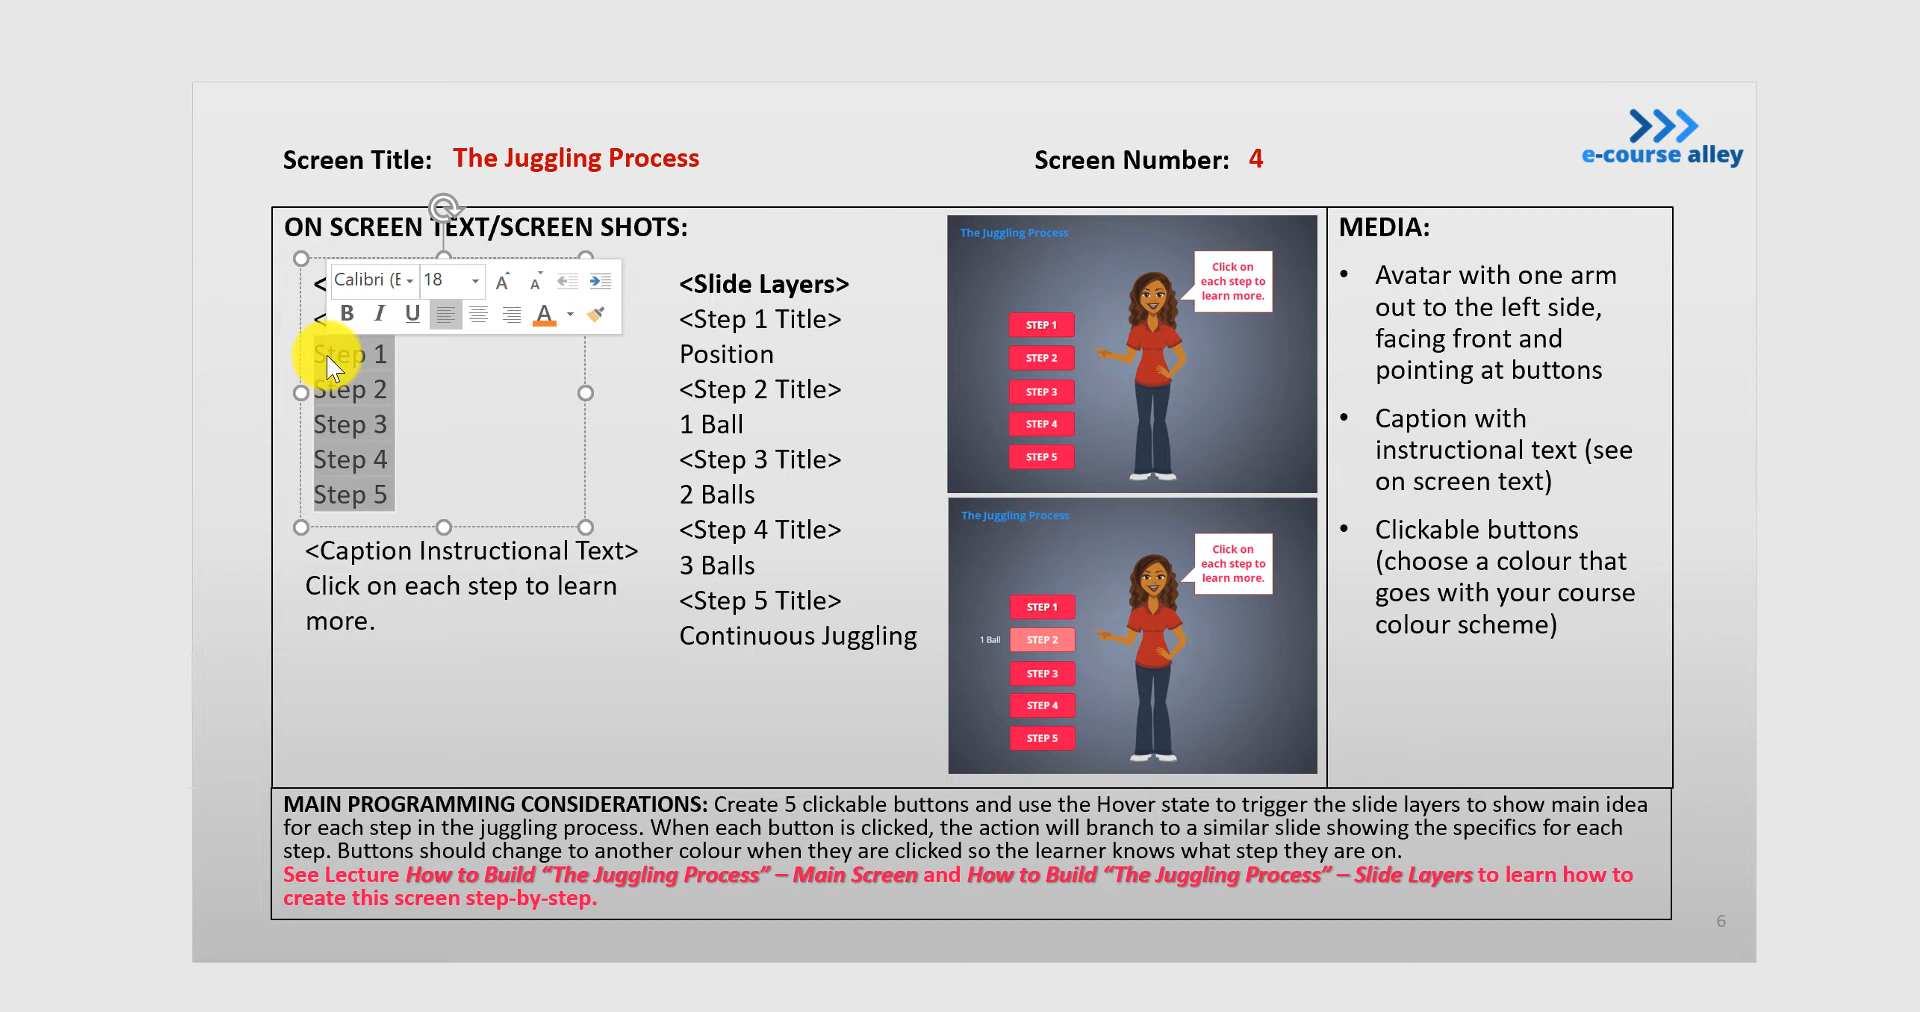 e-course alley
Screen Title: The Juggling Process
Screen Number: 4
ON SCREEN TEXT/SCREEN SHOTS:
<
Calibri (E
18
A A
<
B I U A
Step 1
Step 2
Step 3
Step 4
Step 5
<Caption Instructional Text>
Click on each step to learn
more.
<Slide Layers>
<Step 1 Title>
Position
<Step 2 Title>
1 Ball
<Step 3 Title>
2 Balls
<Step 4 Title>
3 Balls
<Step 5 Title>
Continuous Juggling
The Juggling Process
Click on
each step to
learn more.
STEP 1
STEP 2
STEP 3
STEP 4
STEP 5
The Juggling Process
Click on
each step to
learn more.
STEP 1
1 Ball
STEP 2
STEP 3
STEP 4
STEP 5
MEDIA:
• Avatar with one arm
out to the left side,
facing front and
pointing at buttons
• Caption with
instructional text (see
on screen text)
• Clickable buttons
(choose a colour that
goes with your course
colour scheme)
MAIN PROGRAMMING CONSIDERATIONS: Create 5 clickable buttons and use the Hover state to trigger the slide layers to show main idea
for each step in the juggling process. When each button is clicked, the action will branch to a similar slide showing the specifics for each
step. Buttons should change to another colour when they are clicked so the learner knows what step they are on.
See Lecture How to Build “The Juggling Process” – Main Screen and How to Build “The Juggling Process” – Slide Layers to learn how to
create this screen step-by-step.
6